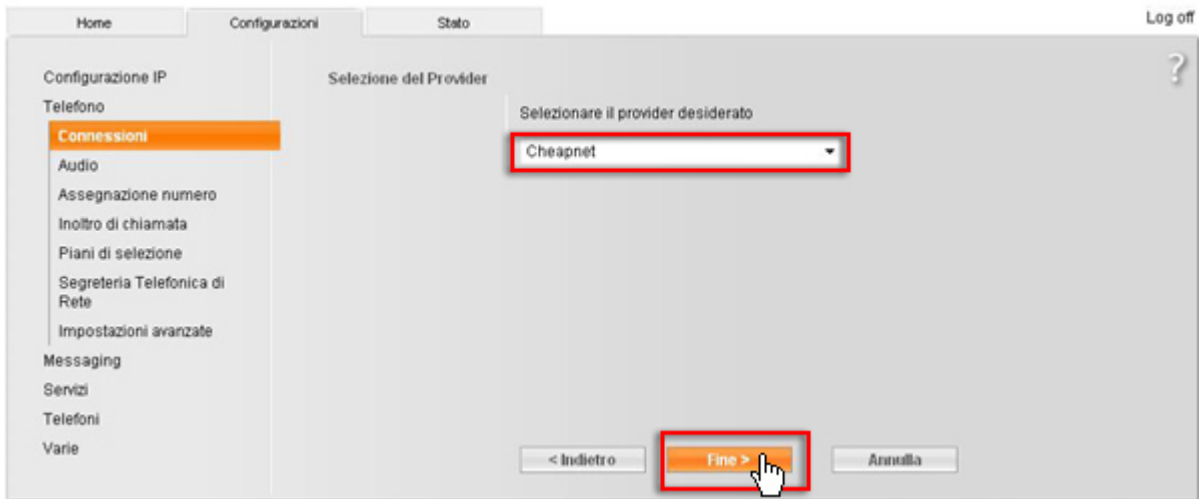 Home
Configurazioni
Stato
Log off
?
Configurazione IP
Telefono
Connessioni
Audio
Assegnazione numero
Inoltro di chiamata
Piani di selezione
Segreteria Telefonica di
Rete
Impostazioni avanzate
Messaging
Servizi
Telefoni
Varie
Selezione del Provider
Selezionare il provider desiderato
Cheapnet
< Indietro
Fine >
Annulla